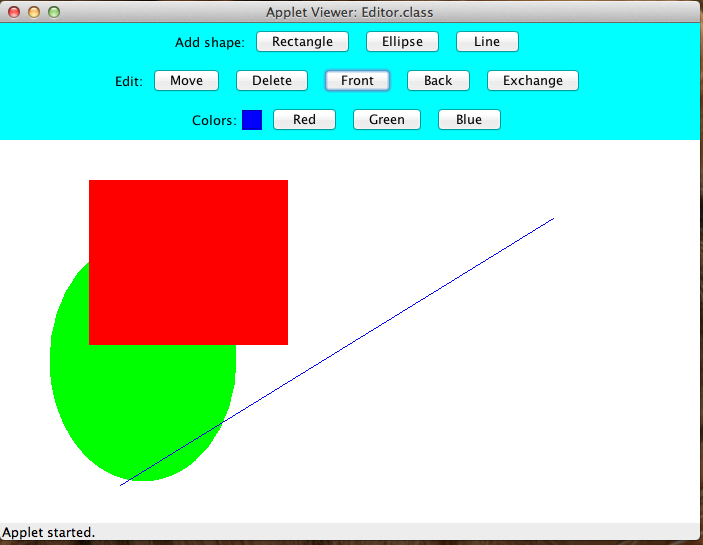 Applet Viewer: Editor.class
Add shape: Rectangle Ellipse Line
Edit: Move Delete Front Back Exchange
Colors: Red Green Blue
Applet started.